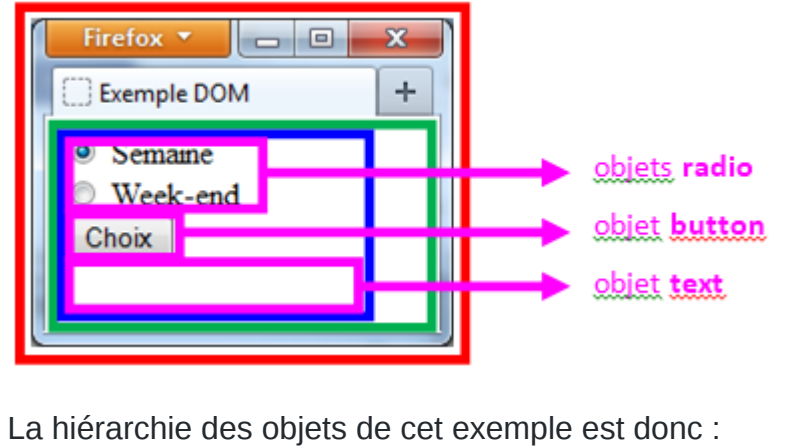 Firefox
Exemple DOM
Semaine
Week-end
Choix
objets radio
objet button
objet text
La hiérarchie des objets de cet exemple est donc :